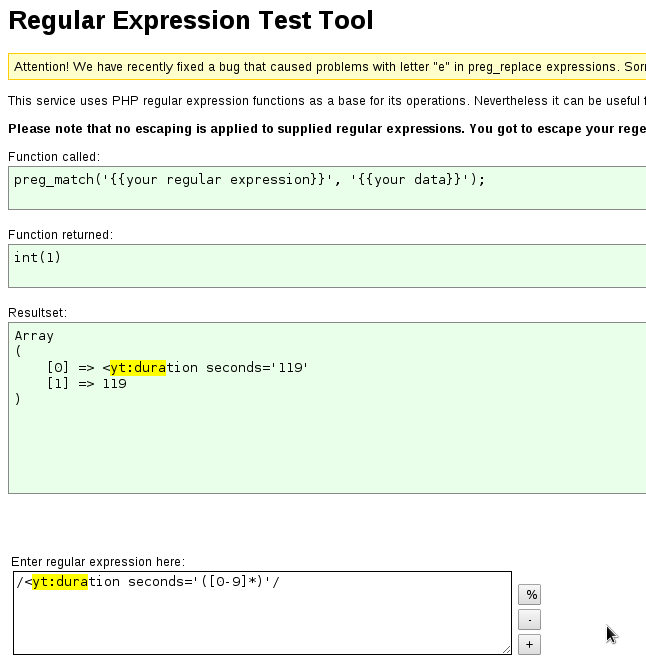 Regular Expression Test Tool
Attention! We have recently fixed a bug that caused problems with letter "e" in preg_replace expressions. Sorr
This service uses PHP regular expression functions as a base for its operations. Nevertheless it can be useful f
Please note that no escaping is applied to supplied regular expressions. You got to escape your rege
Function called:
preg_match('{{your regular expression}}', '{{your data}}');
Function returned:
int(1)
Resultset:
Array
(
    [0] => <yt:duration seconds='119'
    [1] => 119
)
Enter regular expression here:
/<yt:duration seconds='([0-9]*)'/
%
-
+